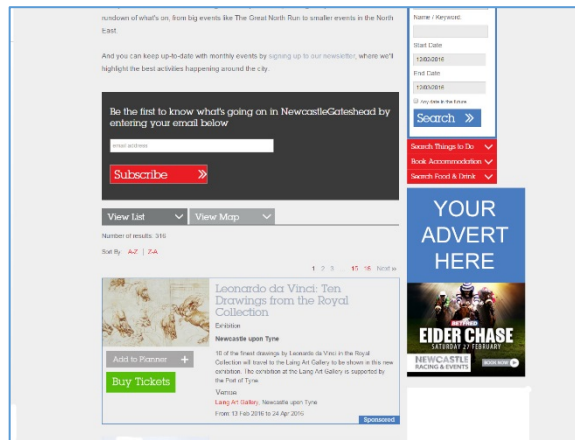 rundown of what's on, from big events like The Great North Run to smaller events in the North
East.
And you can keep up-to-date with monthly events by signing up to our newsletter, where we'll
highlight the best activities happening around the city.
Be the first to know what's going on in NewcastleGateshead by
entering your email below
email address
Subscribe
View List
View Map
Number of results: 316
Sort By: A-Z | Z-A
1 2 3 ... 15 16 Next
Leonardo da Vinci: Ten
Drawings from the Royal
Collection
Exhibition
Newcastle upon Tyne
Add to Planner +
Buy Tickets
10 of the finest drawings by Leonardo da Vinci in the Royal
Collection will travel to the Laing Art Gallery to be shown in this new
exhibition. The exhibition at the Laing Art Gallery is supported by
the Port of Tyne
Venue
Laing Art Gallery, Newcastle upon Tyne
From: 13 Feb 2016 to 24 Apr 2016
Sponsored
Name / Keyword
Start Date
13/02/2016
End Date
13/03/2016
Any date in the future
Search
Search Things to Do
Book Accommodation
Search Food & Drink
YOUR
ADVERT
HERE
BETFRED
EIDER CHASE
SATURDAY 27 FEBRUARY
NEWCASTLE
RACING & EVENTS
BOOK NOW